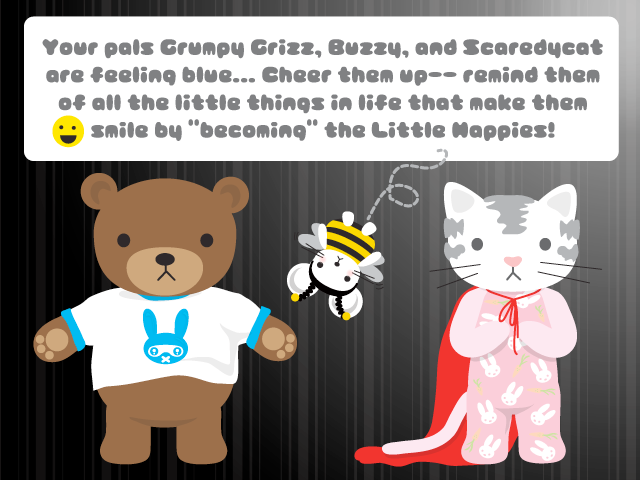 Your pals Grumpy Grizz, Buzzy, and Scaredycat
are feeling blue... Cheer them up-- remind them
of all the little things in life that make them
smile by "becoming" the Little Happies!